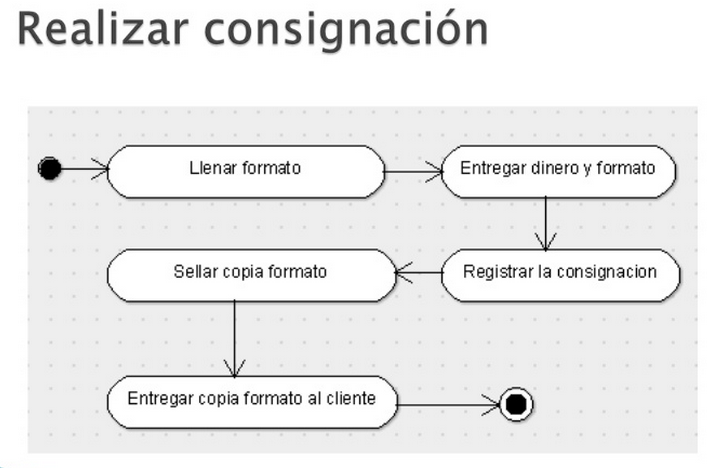 Realizar consignación
Llenar formato
Entregar dinero y formato
Registrar la consignacion
Sellar copia formato
Entregar copia formato al cliente